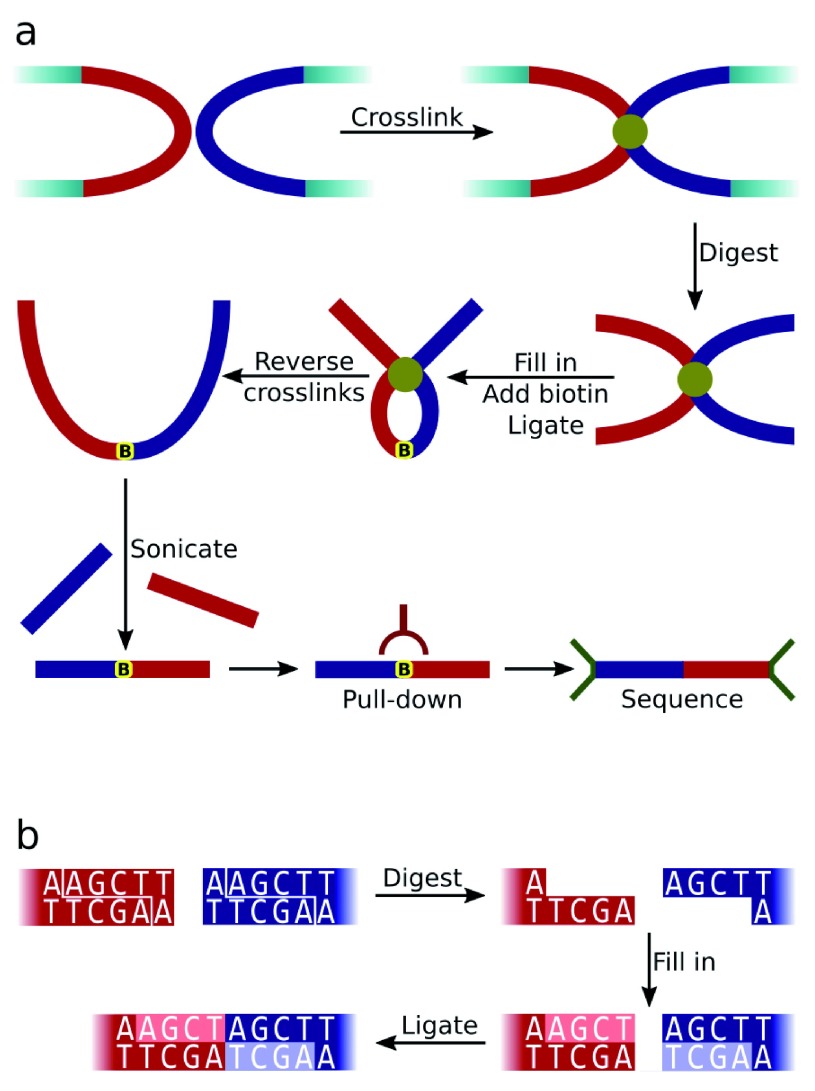 a
Crosslink
Digest
Reverse
crosslinks
Fill in
Add biotin
Ligate
B
B
Sonicate
B
B
Pull-down
Sequence
b
AAGCTT AAGCTT
TTCGAA TTCGAA
Digest
A AGCTT
TTCGA A
Fill in
AAGCTAGCTT
TTCGATCGAA
Ligate
AAGCT AGCTT
TTCGA TCGAA